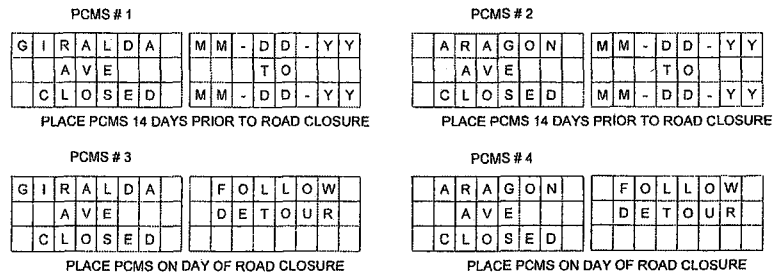 PCMS # 1
GIRALDA MM-DD-YY
AVE TO
CLOSED MM-DD-YY
PLACE PCMS 14 DAYS PRIOR TO ROAD CLOSURE
PCMS # 2
ARAGON MM-DD-YY
AVE TO
CLOSED MM-DD-YY
PLACE PCMS 14 DAYS PRIOR TO ROAD CLOSURE
PCMS # 3
GIRALDA FOLLOW
AVE DETOUR
CLOSED
PLACE PCMS ON DAY OF ROAD CLOSURE
PCMS # 4
ARAGON FOLLOW
AVE DETOUR
CLOSED
PLACE PCMS ON DAY OF ROAD CLOSURE